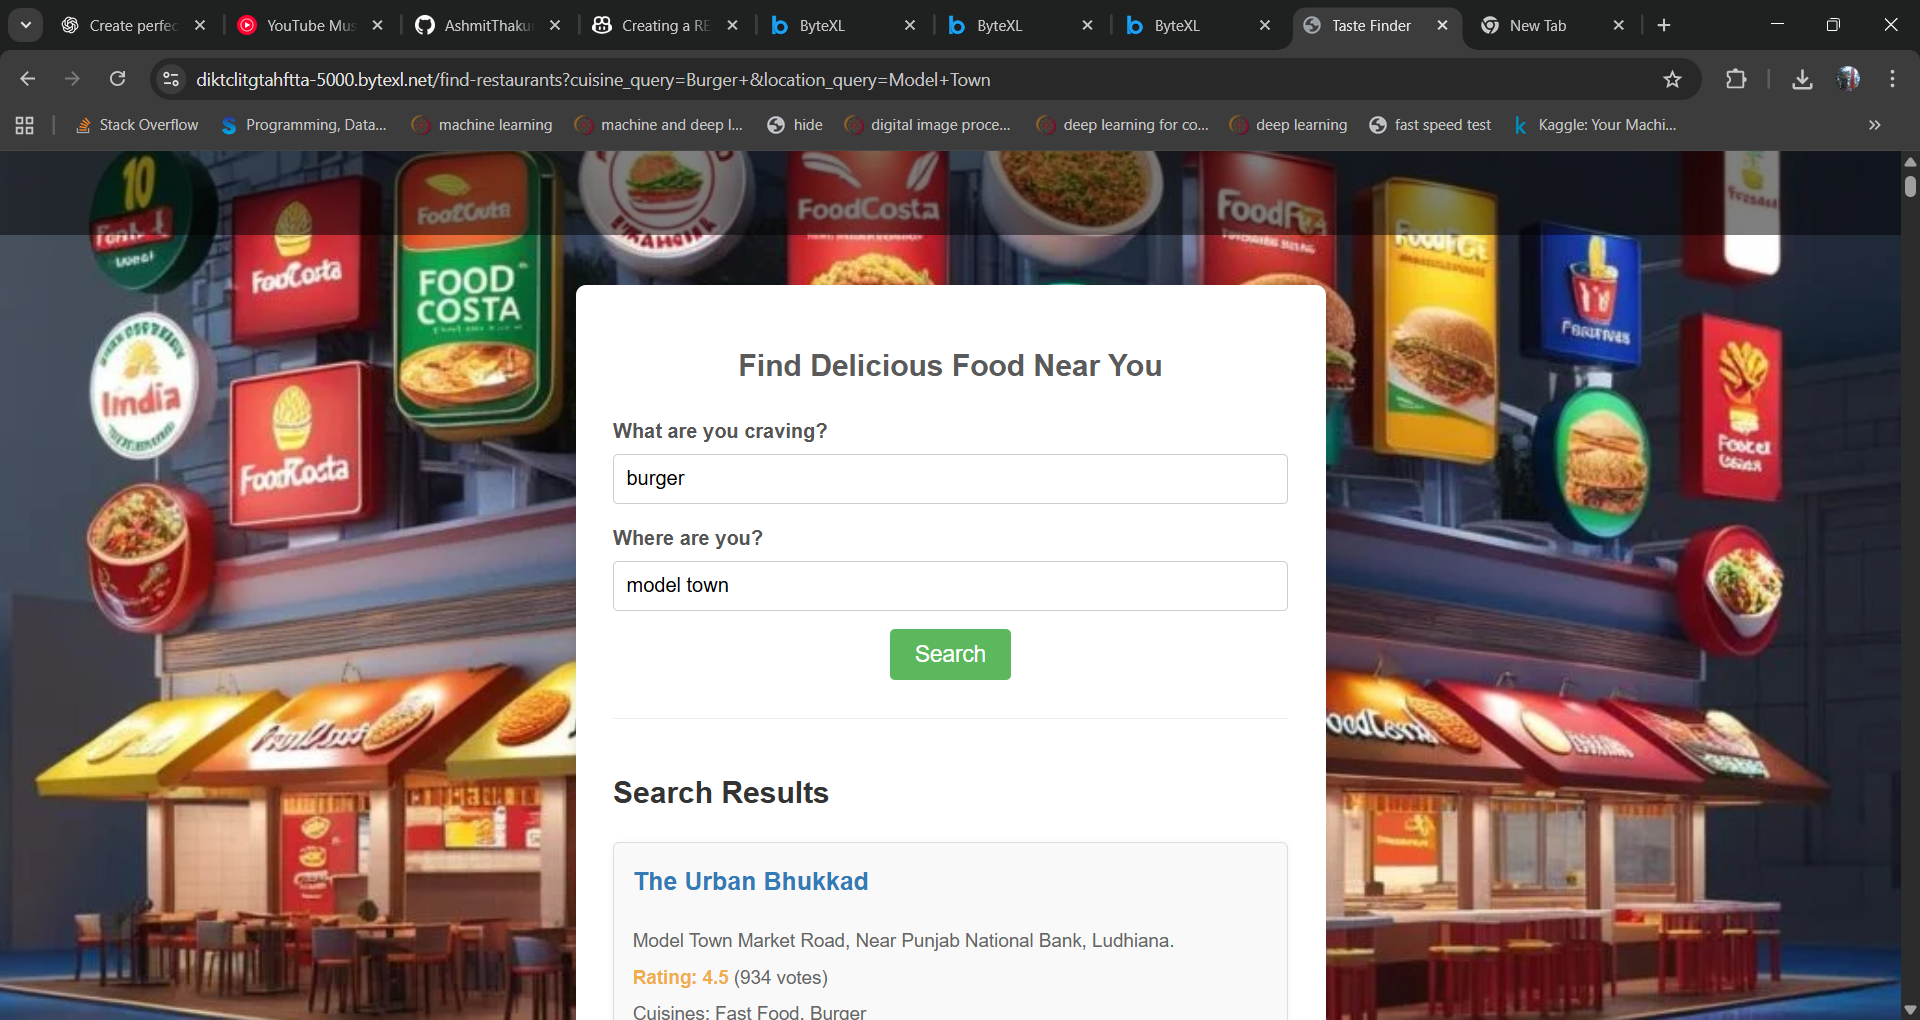 Create perfec
YouTube Mus
AshmitThaku
Creating a RE
ByteXL
ByteXL
ByteXL
Taste Finder
New Tab
diktclitgtahftta-5000.bytexl.net/find-restaurants?cuisine_query=Burger+&location_query=Model+Town
Stack Overflow
Programming, Data...
machine learning
machine and deep l...
hide
digital image proce...
deep learning for co...
deep learning
fast speed test
Kaggle: Your Machi...
10
FoodCosta
FOOD
COSTA
FoodCosta
India
FoodCosta
Find Delicious Food Near You
What are you craving?
burger
Where are you?
model town
Search
Search Results
The Urban Bhukkad
Model Town Market Road, Near Punjab National Bank, Ludhiana.
Rating: 4.5 (934 votes)
Cuisines: Fast Food, Burger